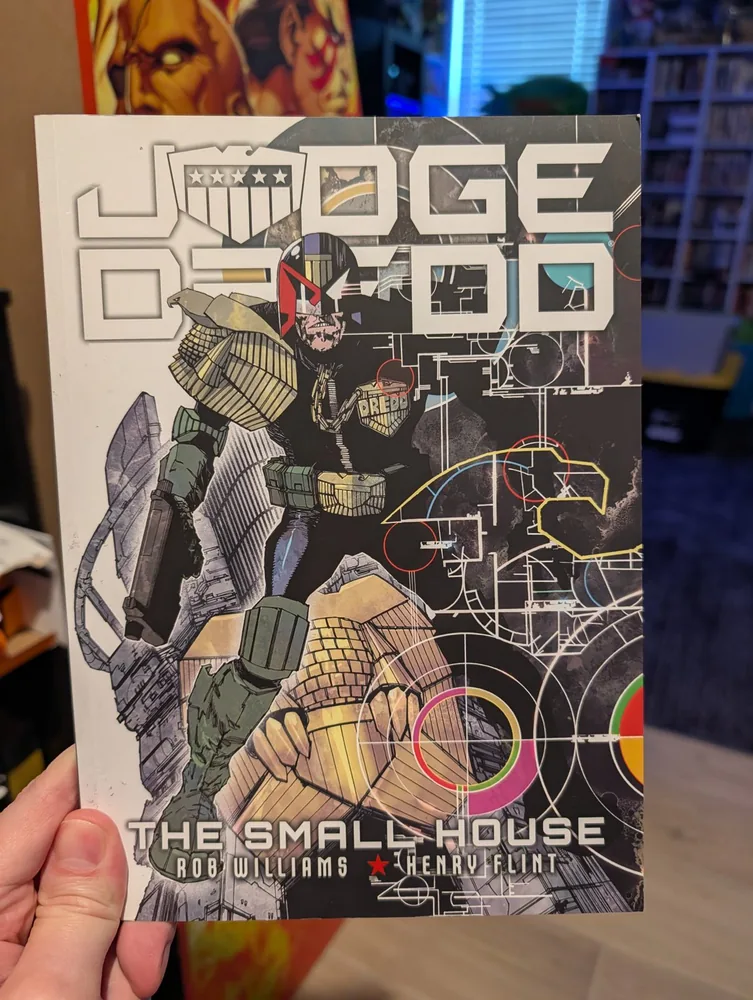 JUDGE
DREDD
DREDD
THE SMALL HOUSE
ROB WILLIAMS ★ HENRY FLINT